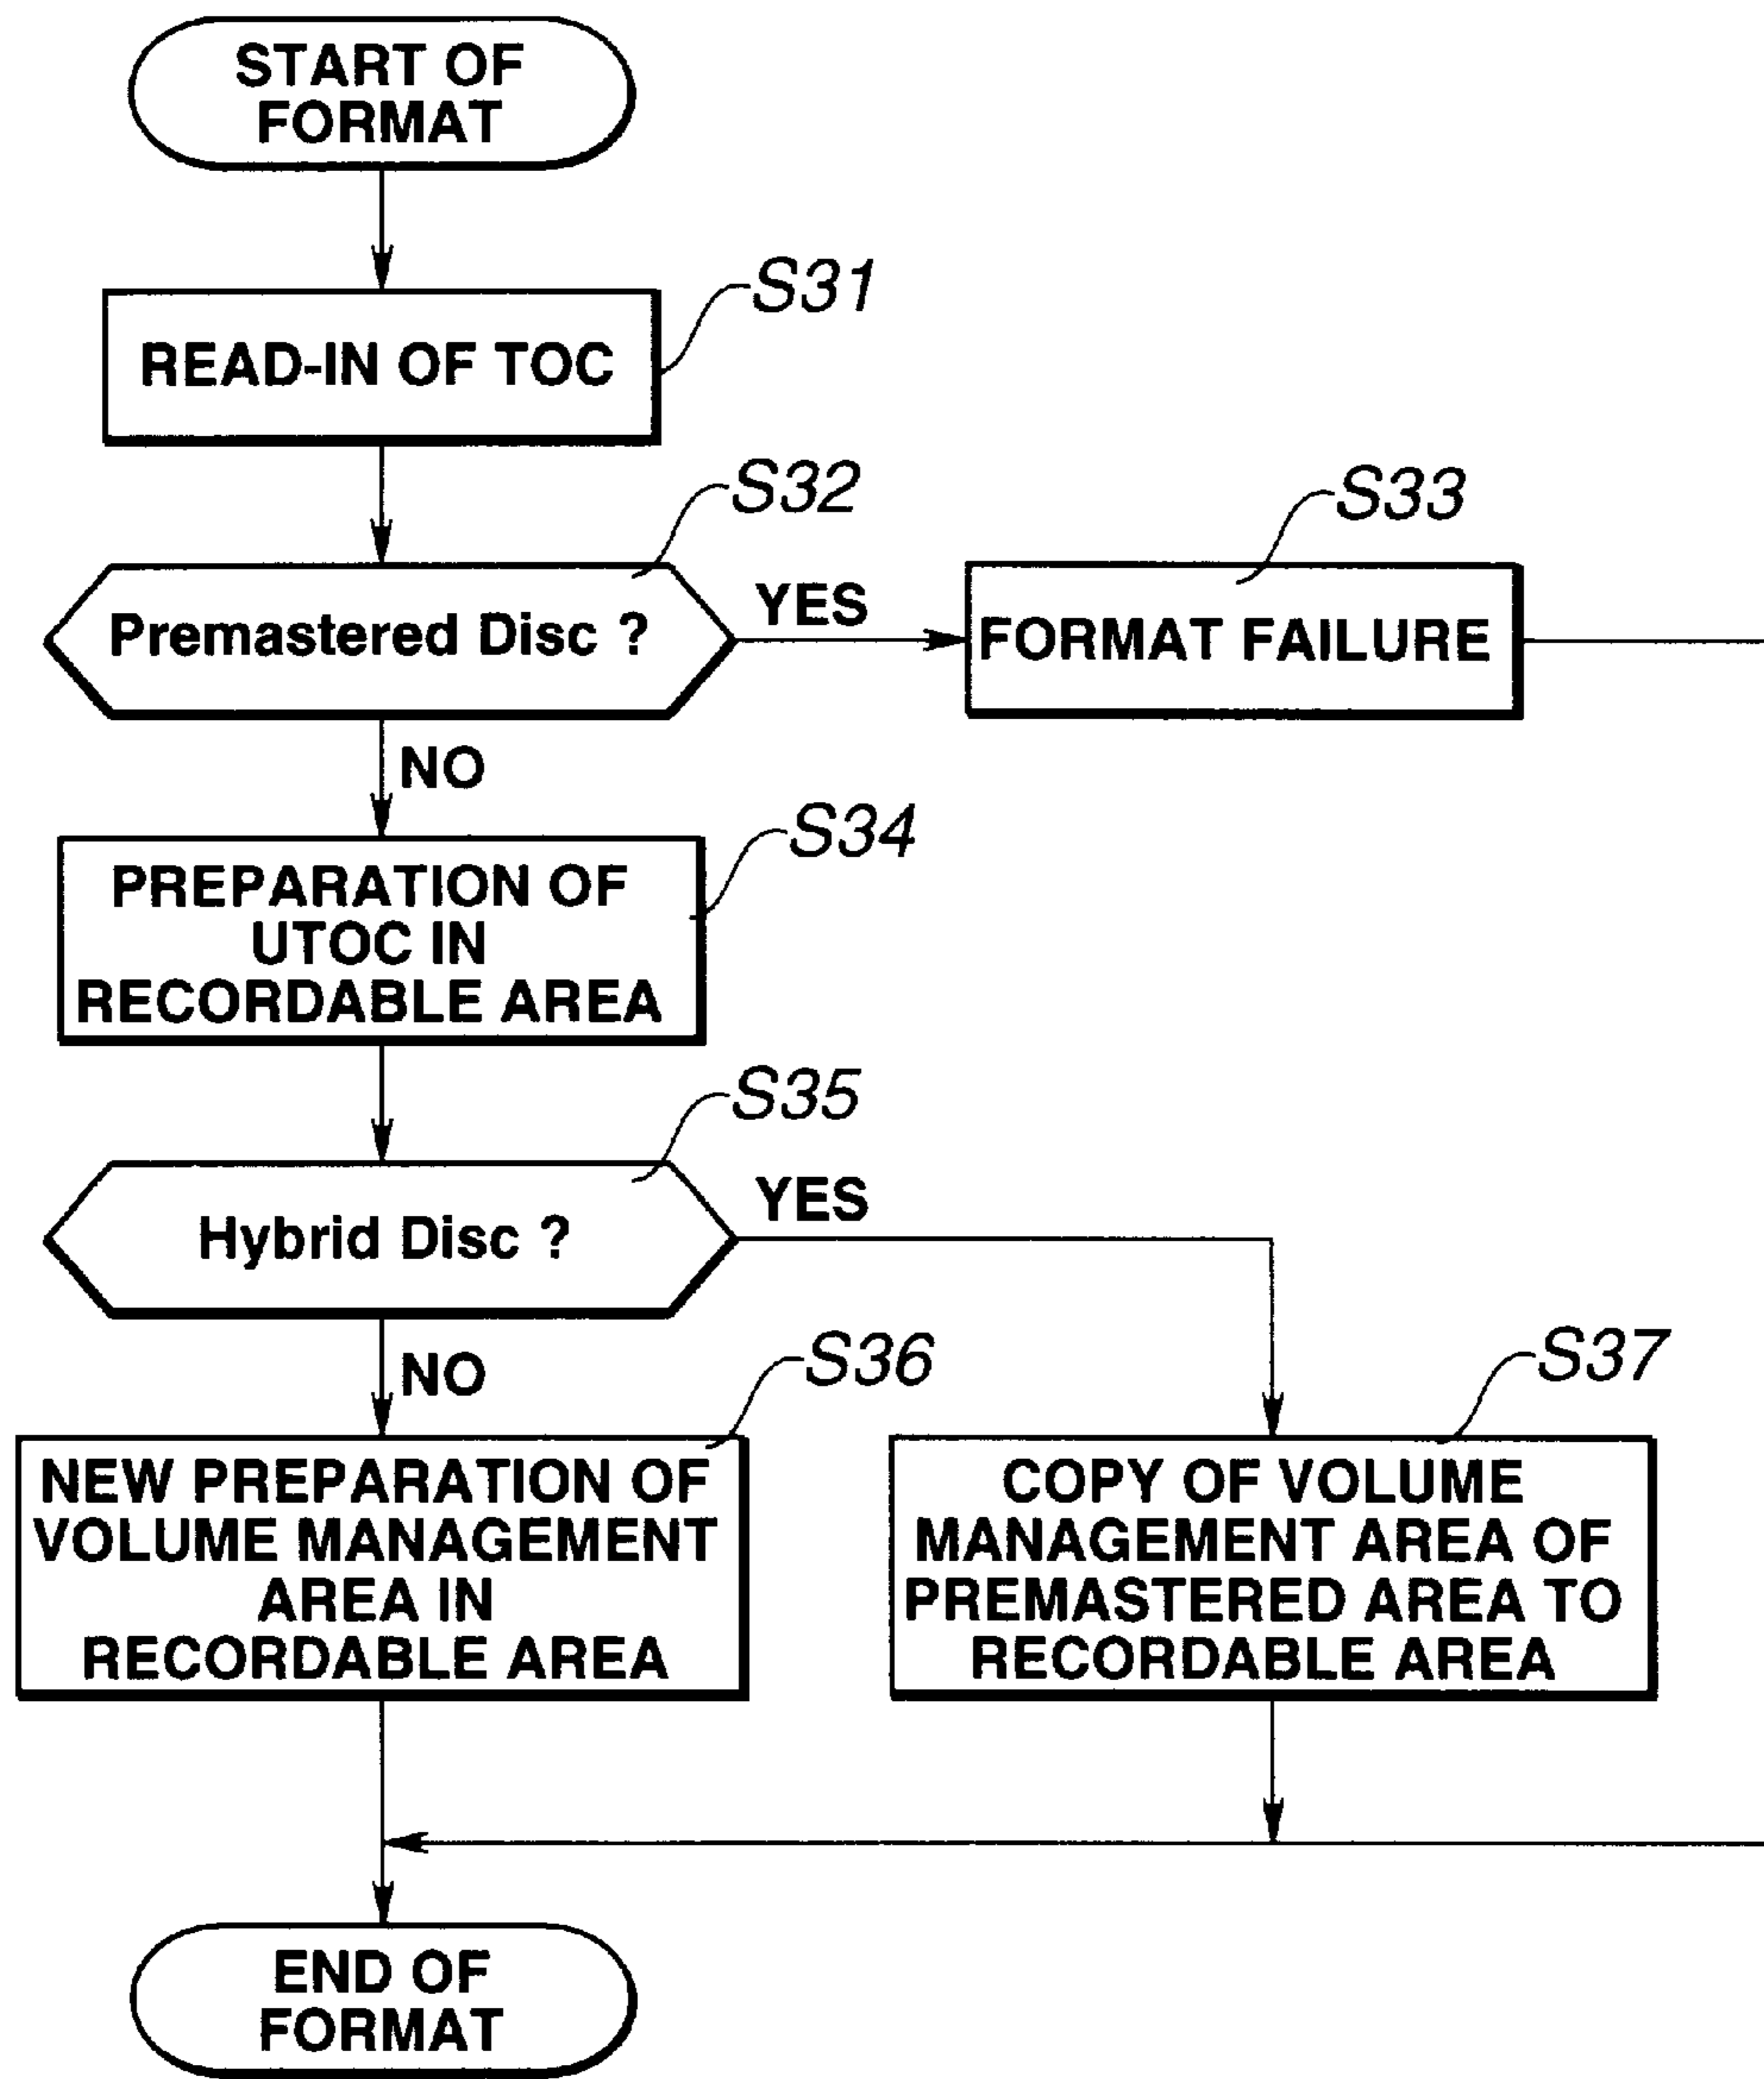 START OF
FORMAT
S31
READ-IN OF TOC
S32
Premastered Disc ?
YES
S33
FORMAT FAILURE
NO
S34
PREPARATION OF
UTOC IN
RECORDABLE AREA
S35
Hybrid Disc ?
YES
NO
S36
NEW PREPARATION OF
VOLUME MANAGEMENT
AREA IN
RECORDABLE AREA
S37
COPY OF VOLUME
MANAGEMENT AREA OF
PREMASTERED AREA TO
RECORDABLE AREA
END OF
FORMAT